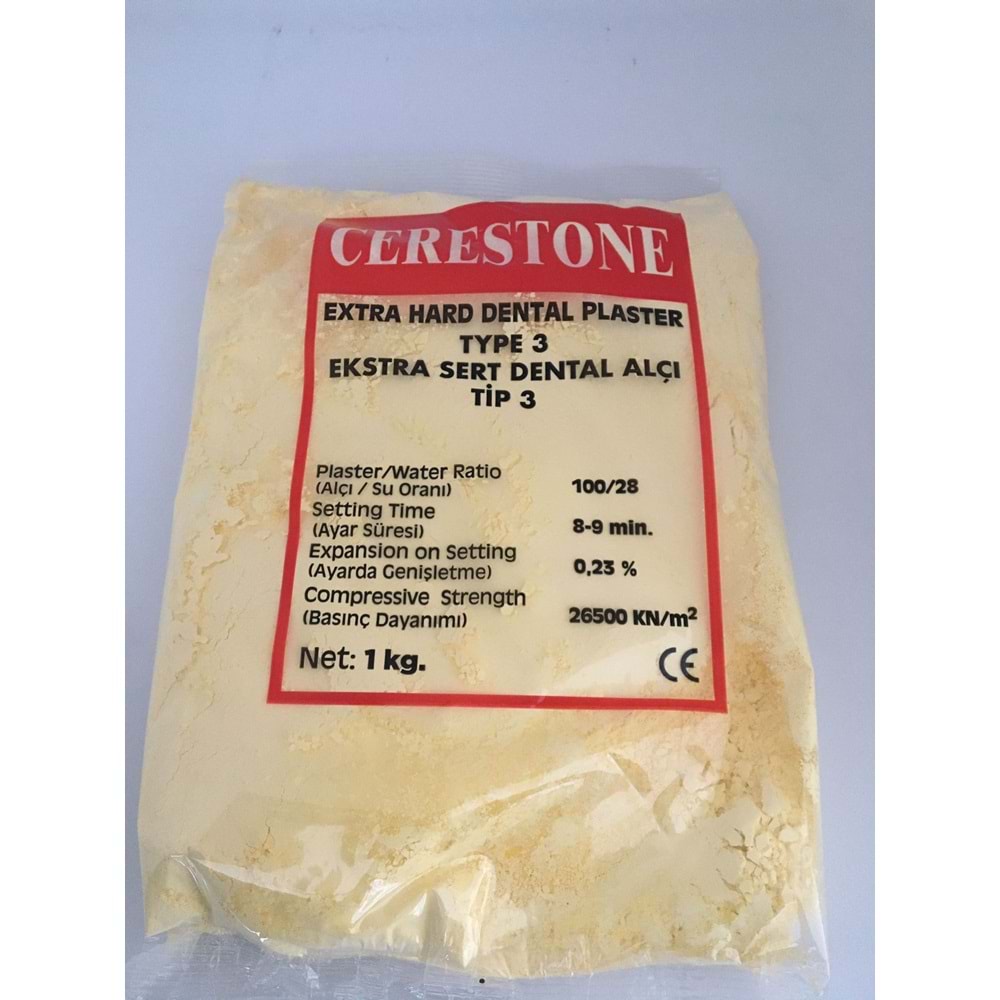 CERESTONE
EXTRA HARD DENTAL PLASTER
TYPE 3
EKSTRA SERT DENTAL ALÇI
TİP 3
Plaster/Water Ratio
(Alçı / Su Oranı) 100/28
Setting Time
(Ayar Süresi) 8-9 min.
Expansion on Setting
(Ayarda Genişletme) 0,23 %
Compressive Strength
(Basınç Dayanımı) 26500 KN/m²
Net: 1 kg. CE